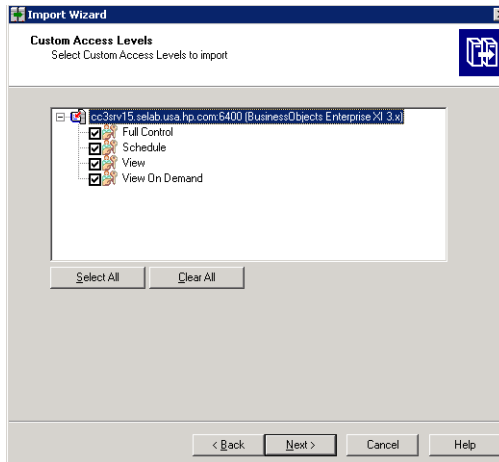 Import Wizard
Custom Access Levels
Select Custom Access Levels to import
cc3srv15.selab.usa.hp.com:6400 (BusinessObjects Enterprise XI 3.x)
Full Control
Schedule
View
View On Demand
Select All Clear All
< Back Next > Cancel Help